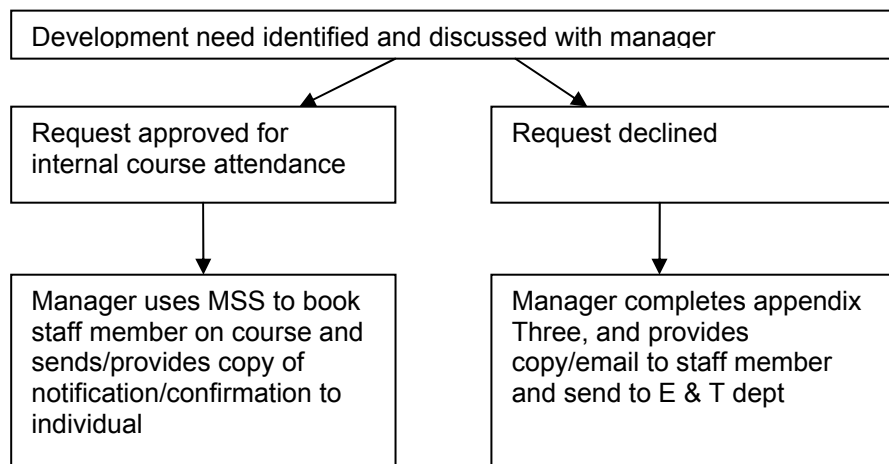 Development need identified and discussed with manager
Request approved for
internal course attendance
Request declined
Manager uses MSS to book
staff member on course and
sends/provides copy of
notification/confirmation to
individual
Manager completes appendix
Three, and provides
copy/email to staff member
and send to E & T dept